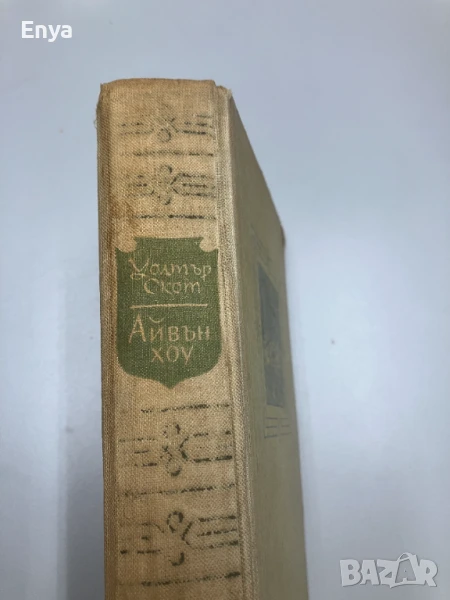 Enya
Уолтър
Скот
Айвън
хоу
BAZAR